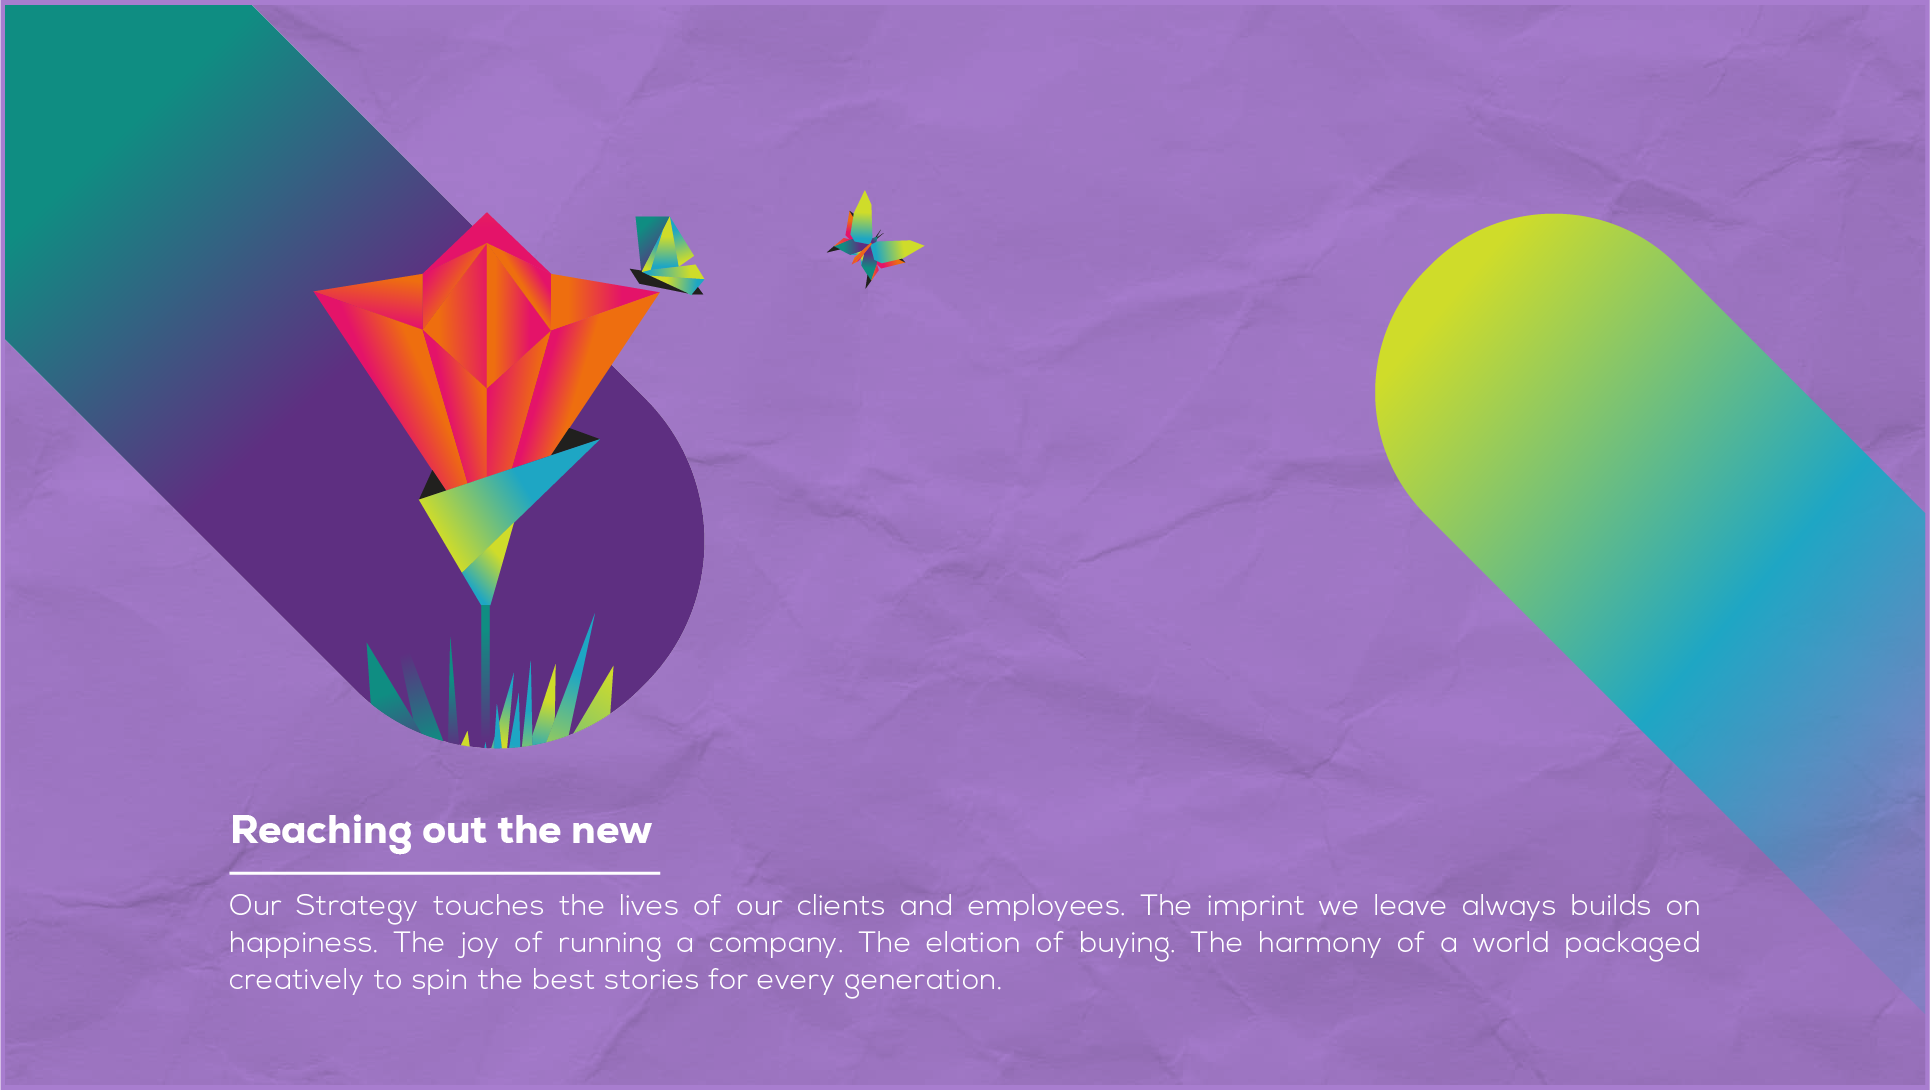 Reaching out the new
Our Strategy touches the lives of our clients and employees. The imprint we leave always builds on
happiness. The joy of running a company. The elation of buying. The harmony of a world packaged
creatively to spin the best stories for every generation.